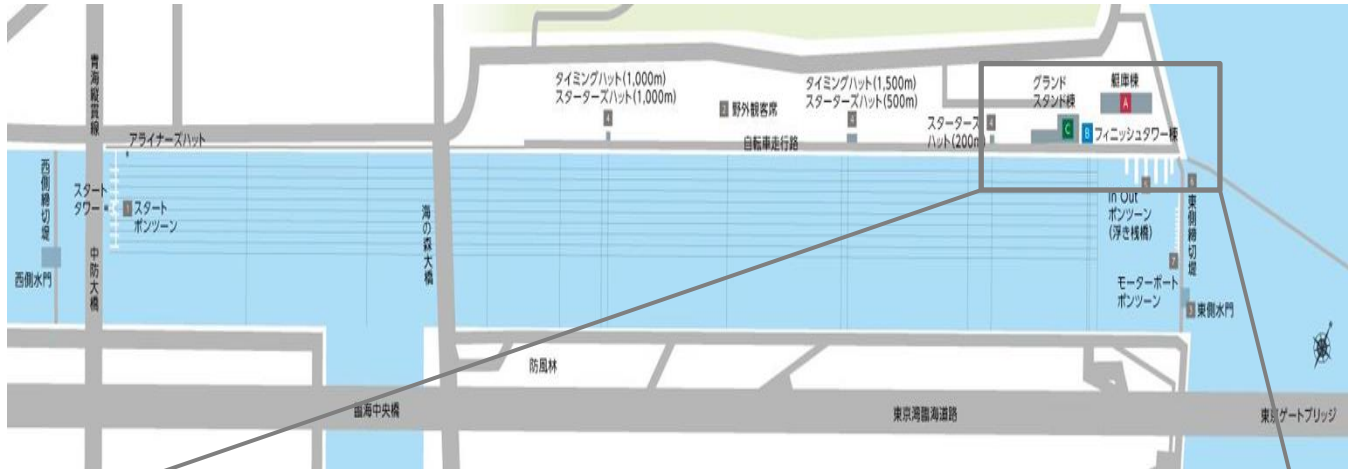 青海縦貫線
タイミングハット(1,000m)
スターターズハット(1,000m)
4
2 野外観客席
タイミングハット(1,500m)
スターターズハット(500m)
4
スターターズ
ハット(200m)
4
グランド
スタンド棟
C
艇庫棟
A
B フィニッシュタワー棟
アライナーズハット
自転車走行路
西側締切堤
スタート
タワー
1 スタート
ポンツーン
海の森大橋
In Out
ポンツーン
(浮き桟橋)
東側締切堤
西側水門
中防大橋
7
モーターボート
ポンツーン
3 東側水門
防風林
臨海中央橋
東京湾臨海道路
東京ゲートブリッジ